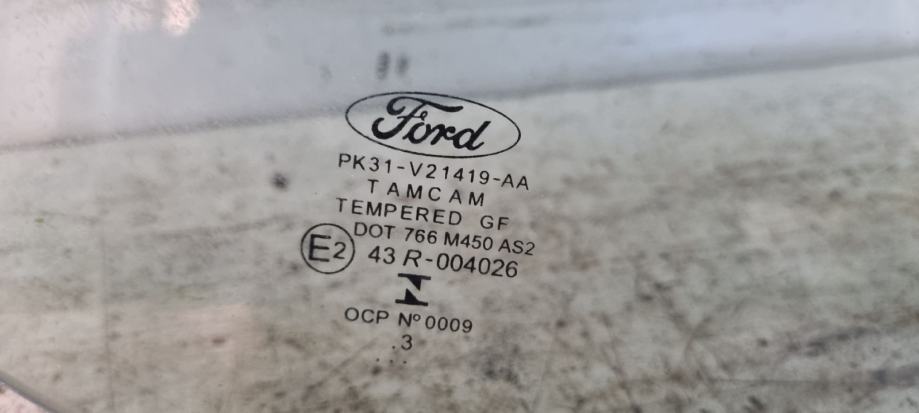 Ford
PK31-V21419-AA
TAMCAM
TEMPERED GF
DOT 766 M450 AS2
E2 43 R-004026
OCP Nº 0009
.3
...